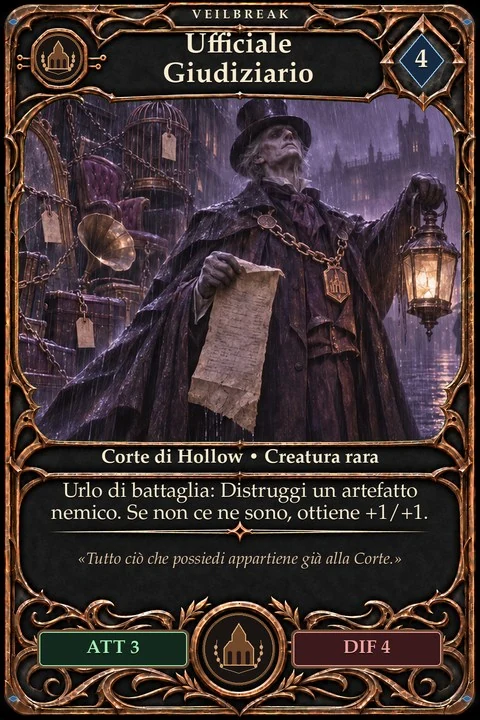 VEILBREAK
Ufficiale
Giudiziario
4
Corte di Hollow • Creatura rara
Urlo di battaglia: Distruggi un artefatto
nemico. Se non ce ne sono, ottiene +1/+1.
«Tutto ciò che possiedi appartiene già alla Corte.»
ATT 3
DIF 4